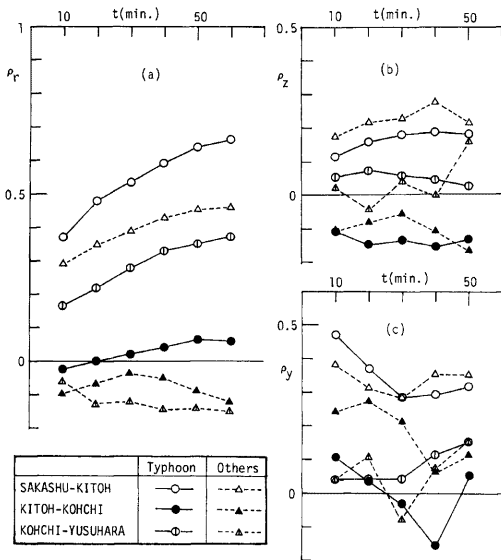 t(min.)
10 50
1
ρr
(a)
0.5
0
t(min.)
10 50
0.5
ρz
(b)
0
t(min.)
10 50
0.5
ρy
(c)
0
Typhoon Others
SAKASHU-KITOH
KITOH-KOHCHI
KOHCHI-YUSUHARA